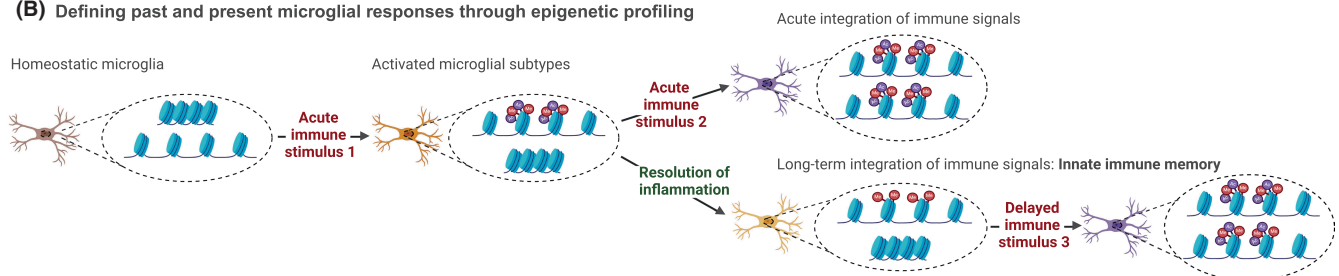 (B) Defining past and present microglial responses through epigenetic profiling
Acute integration of immune signals
Homeostatic microglia
Activated microglial subtypes
Acute
immune
stimulus 1
Acute
immune
stimulus 2
Resolution of
inflammation
Long-term integration of immune signals: Innate immune memory
Delayed
immune
stimulus 3